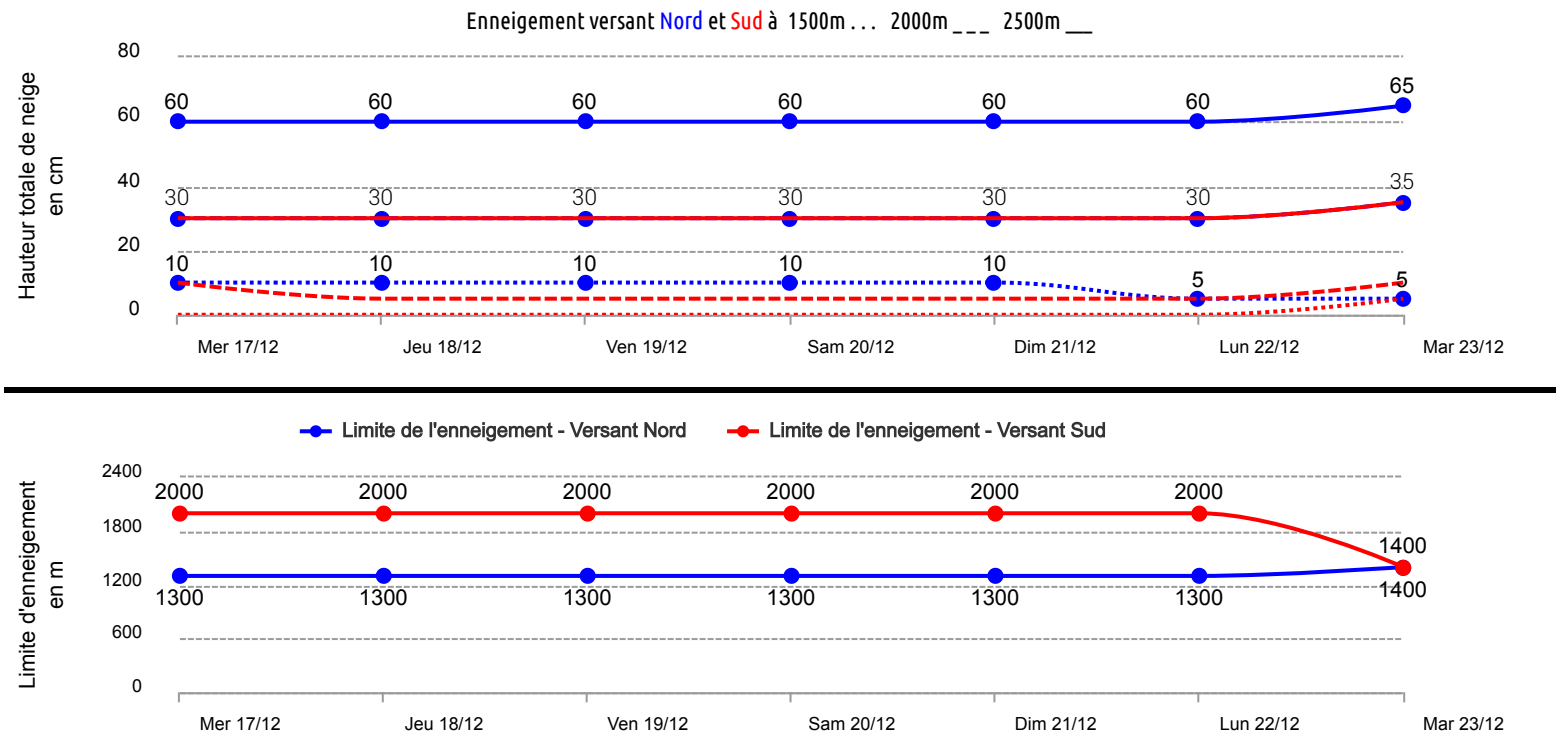 Enneigement versant Nord et Sud à 1500m . . . 2000m _ _ _ 2500m __
Hauteur totale de neige
en cm
80
60
40
20
0
60 60 60 60 60 60 65
30 30 30 30 30 30 35
10 10 10 10 10 5 5
Mer 17/12 Jeu 18/12 Ven 19/12 Sam 20/12 Dim 21/12 Lun 22/12 Mar 23/12
Limite de l'enneigement - Versant Nord Limite de l'enneigement - Versant Sud
Limite d'enneigement
en m
2400
1800
1200
600
0
2000 2000 2000 2000 2000 2000 1400
1300 1300 1300 1300 1300 1300 1400
Mer 17/12 Jeu 18/12 Ven 19/12 Sam 20/12 Dim 21/12 Lun 22/12 Mar 23/12